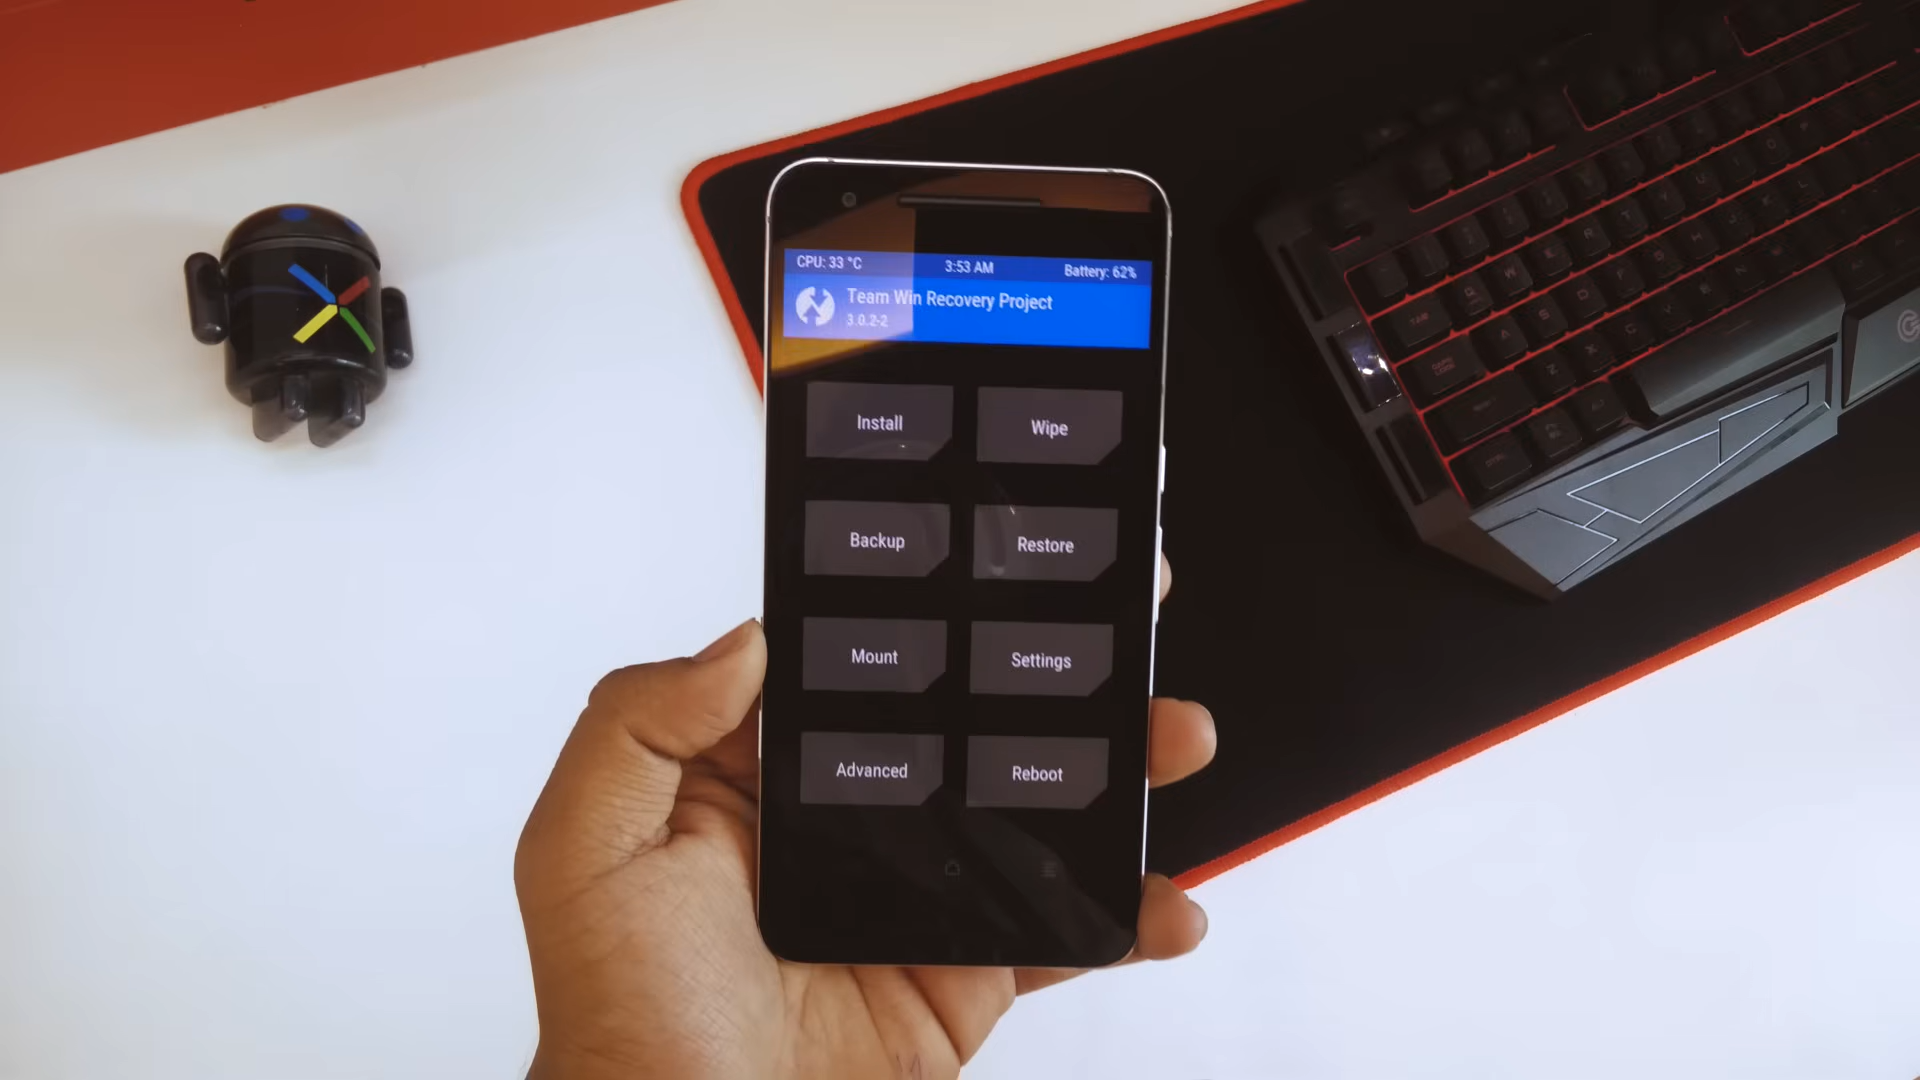 CPU: 33 °C 3:53 AM Battery: 62%
Team Win Recovery Project
3.0.2-2
Install Wipe
Backup Restore
Mount Settings
Advanced Reboot